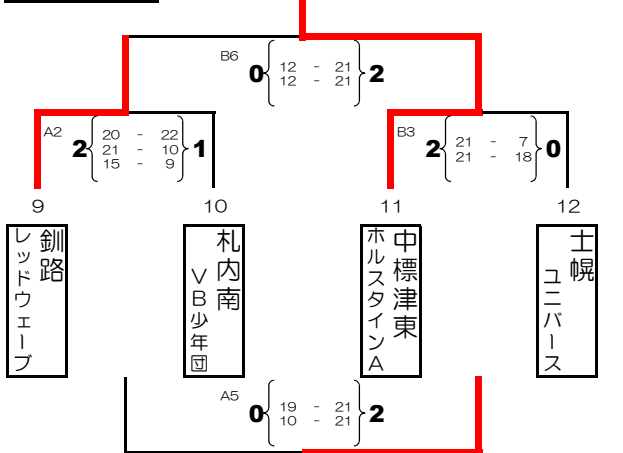 B6
0 12 - 21 2
12 - 21
A2
2 20 - 22 1
21 - 10
15 - 9
B3
2 21 - 7 0
21 - 18
9 10 11 12
釧路
レッドウェーブ
札内南
VB少年団
中標津東
ホルスタインA
士幌
ユニバース
A5
0 19 - 21 2
10 - 21